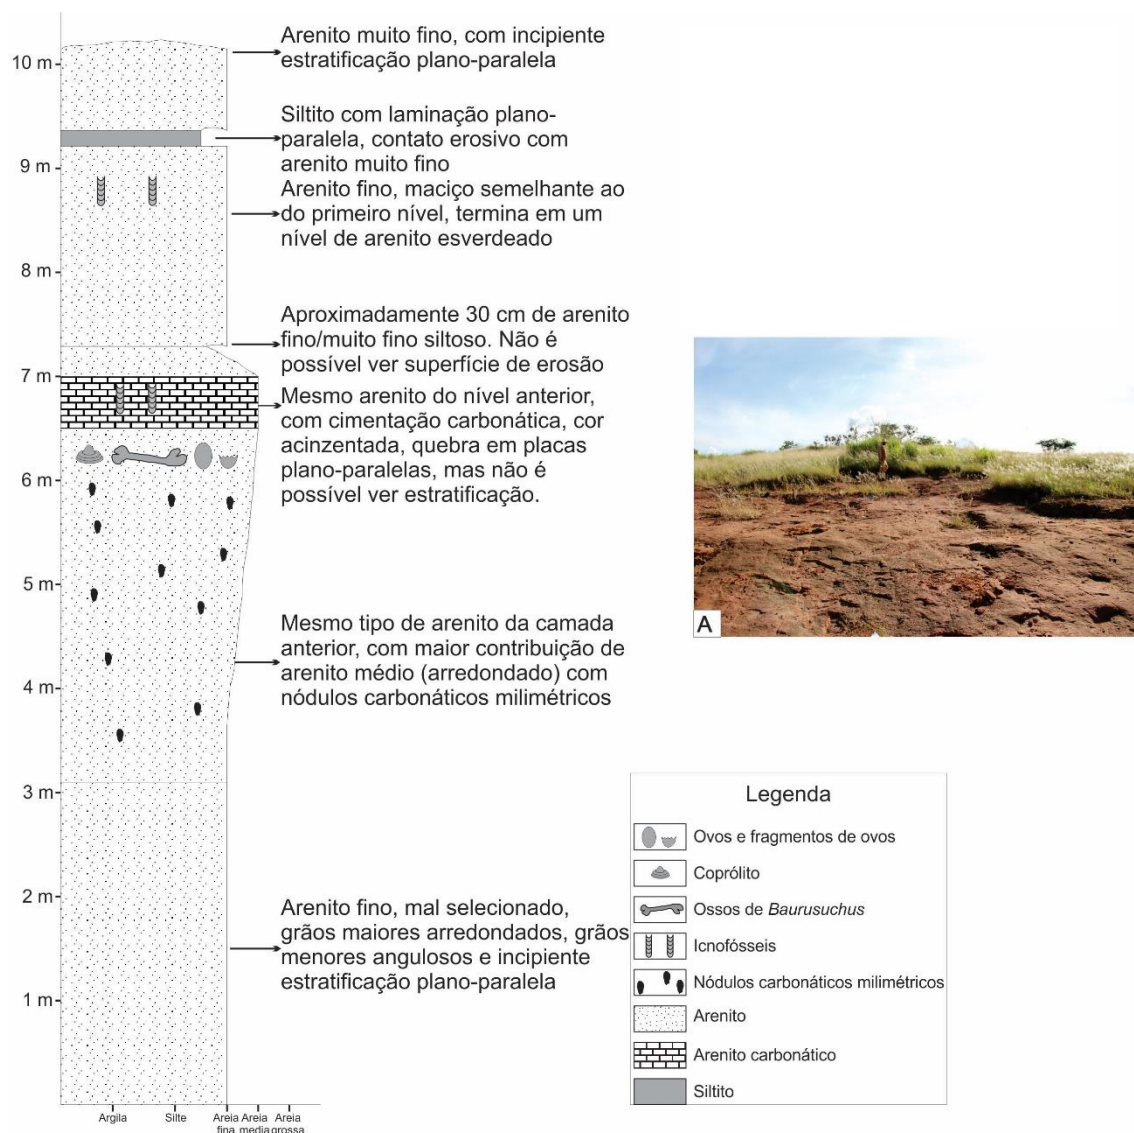 Arenito muito fino, com incipiente
estratificação plano-paralela
10 m
Siltito com laminação plano-
paralela, contato erosivo com
arenito muito fino
9 m
Arenito fino, maciço semelhante ao
do primeiro nível, termina em um
nível de arenito esverdeado
8 m
Aproximadamente 30 cm de arenito
fino/muito fino siltoso. Não é
possível ver superfície de erosão
7 m
Mesmo arenito do nível anterior,
com cimentação carbonática, cor
acinzentada, quebra em placas
plano-paralelas, mas não é
possível ver estratificação.
6 m
5 m
A
Mesmo tipo de arenito da camada
anterior, com maior contribuição de
arenito médio (arredondado) com
nódulos carbonáticos milimétricos
4 m
3 m
2 m
Arenito fino, mal selecionado,
grãos maiores arredondados, grãos
menores angulosos e incipiente
estratificação plano-paralela
1 m
Argila
Silte
Areia
fina
Areia
media
Areia
grossa
Legenda
Ovos e fragmentos de ovos
Coprólito
Ossos de Baurusuchus
Icnofósseis
Nódulos carbonáticos milimétricos
Arenito
Arenito carbonático
Siltito